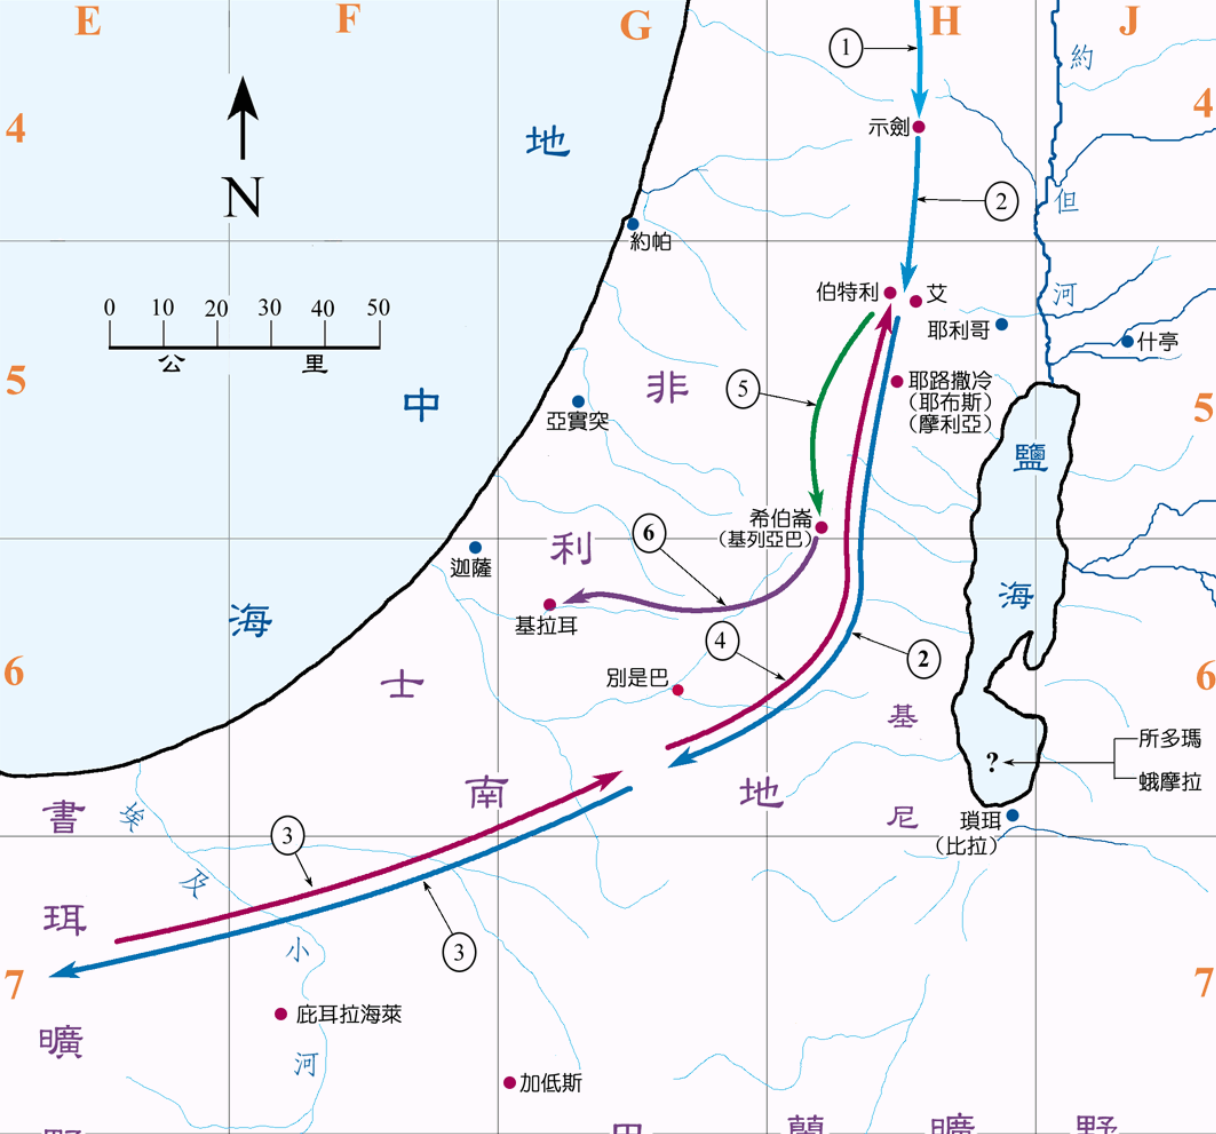 E F G H J
約
①
4 4
示劍
地
N
②
但
約帕
0 10 20 30 40 50
公 里
伯特利
艾
河
耶利哥
什亭
5 5
非
⑤
耶路撒冷
(耶布斯)
(摩利亞)
中
亞實突
鹽
希伯崙
(基列亞巴)
⑥
利
迦薩
海
海
基拉耳
④
②
6 6
士
別是巴
基
所多瑪
?
蛾摩拉
書
埃
南
地
尼
瑣珥
(比拉)
③
及
珥
小
③
7 7
庇耳拉海萊
曠
河
加低斯
野
巴
蘭
曠
野